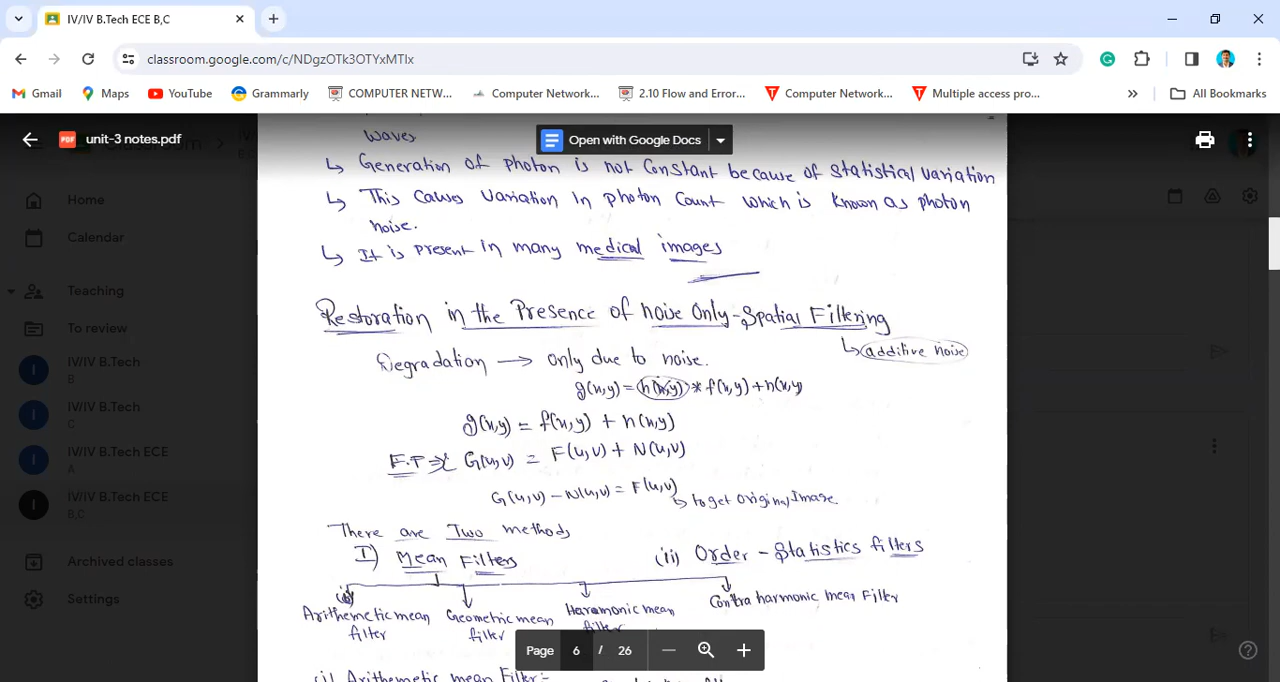 IV/IV B.Tech ECE B,C
classroom.google.com/c/NDgzOTk3OTYxMTIx
Gmail
Maps
YouTube
Grammarly
COMPUTER NETW...
Computer Network...
2.10 Flow and Error...
Computer Network...
Multiple access pro...
All Bookmarks
unit-3 notes.pdf
Open with Google Docs
Home
Calendar
Teaching
To review
IV/IV B.Tech
B
IV/IV B.Tech
C
IV/IV B.Tech ECE
A
IV/IV B.Tech ECE
B,C
Archived classes
Settings
waves
↳ Generation of photon is not constant because of statistical variation
↳ This causes variation in photon count which is known as photon
noise.
↳ It is present in many medical images
Restoration in the Presence of noise Only-Spatial Filtering
↳ additive noise
Degradation → only due to noise.
g(x,y) = h(x,y) * f(x,y) + n(x,y)
g(x,y) = f(x,y) + n(x,y)
F.T ⇒ G(u,v) = F(u,v) + N(u,v)
G(u,v) - N(u,v) = F(u,v)
↳ to get original image
There are Two methods
I) Mean Filters (ii) Order - Statistics filters
Arithemetic mean filter
Geometric mean filter
Haramonic mean filter
Contra harmonic mean Filter
(i) Arithemetic mean Filter:-
Page 6 / 26